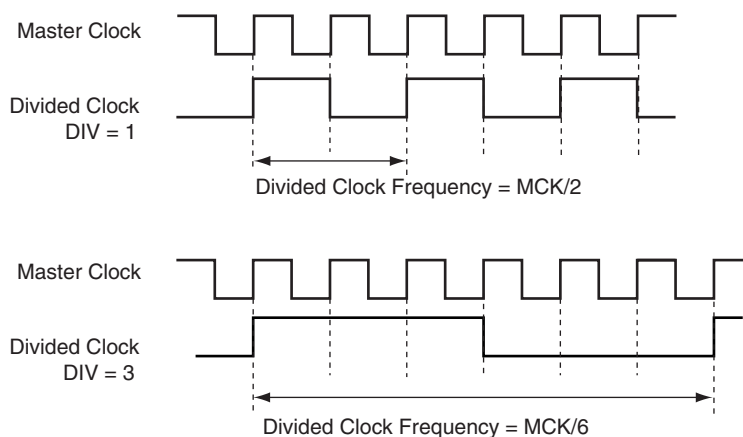 Master Clock
Divided Clock
DIV = 1
Divided Clock Frequency = MCK/2
Master Clock
Divided Clock
DIV = 3
Divided Clock Frequency = MCK/6